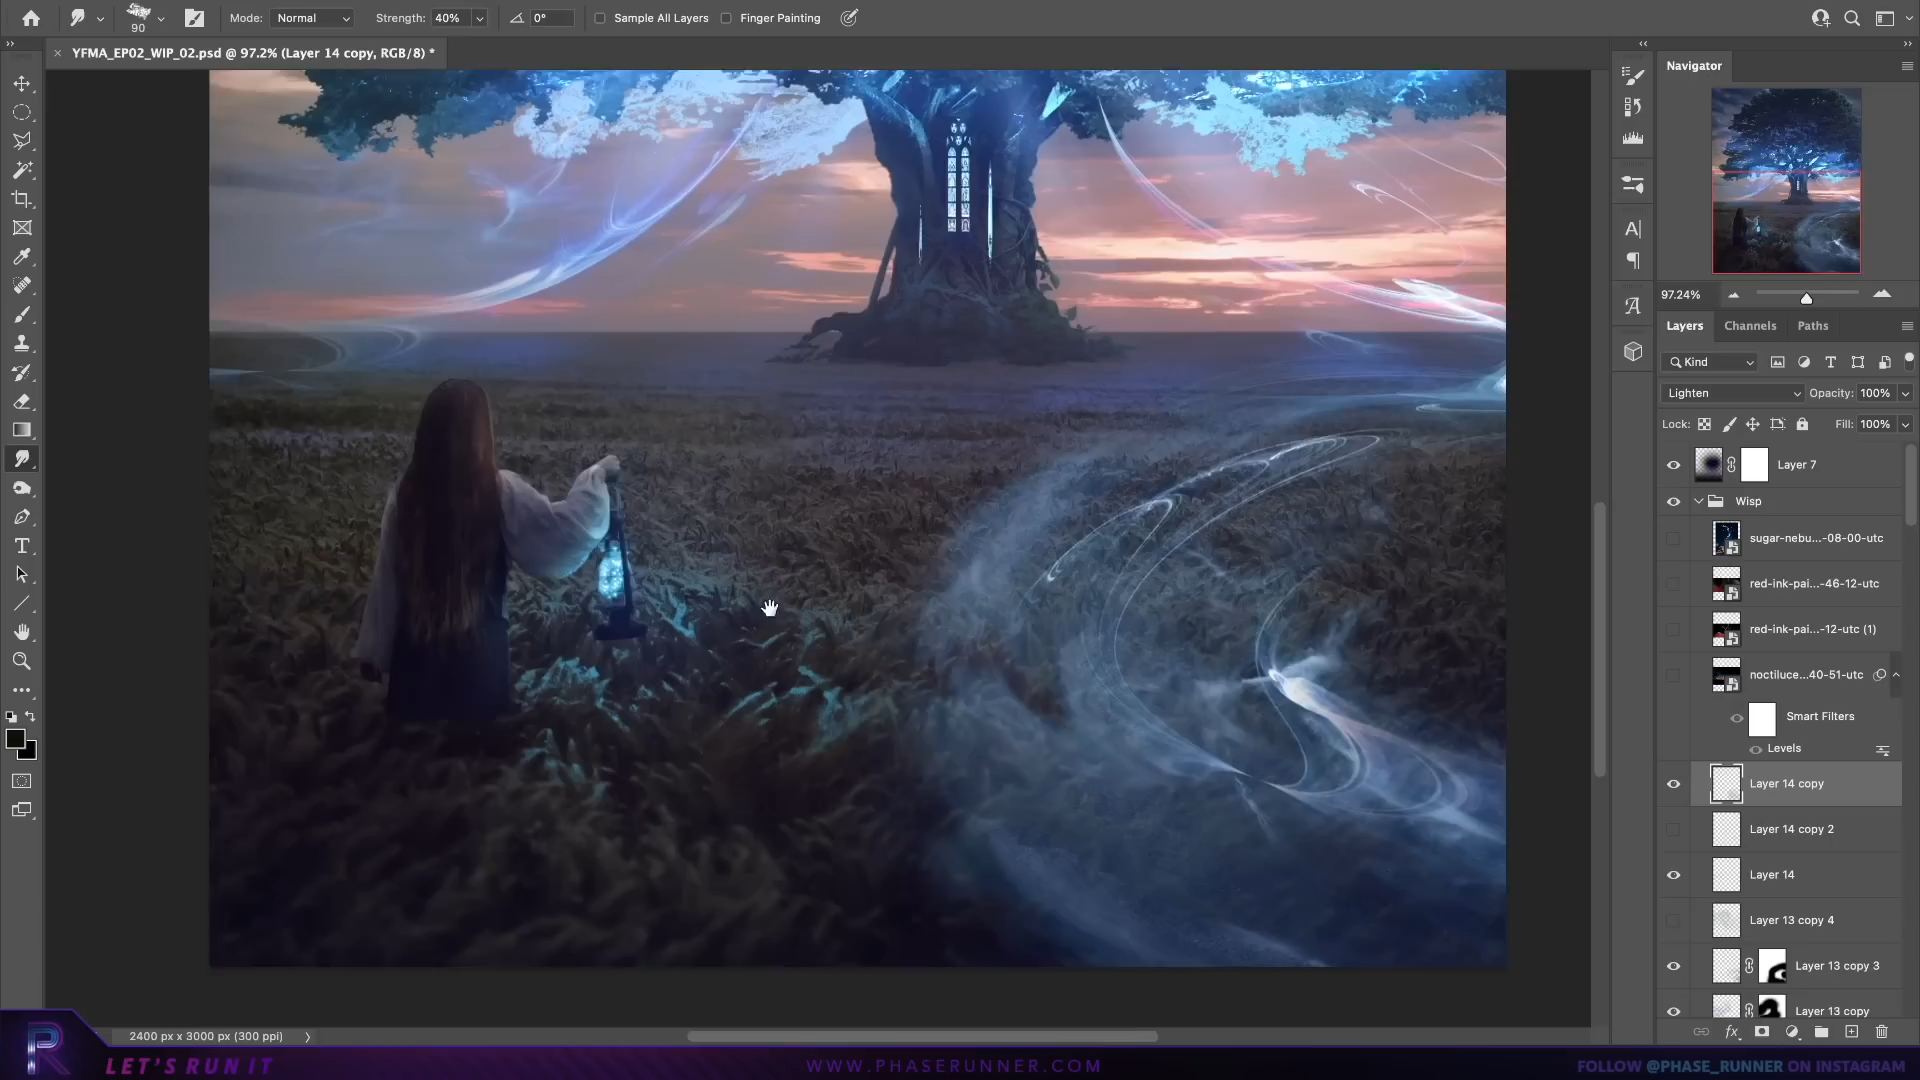 90
Mode: Normal
Strength: 40%
0°
Sample All Layers
Finger Painting
YFMA_EP02_WIP_02.psd @ 97.2% (Layer 14 copy, RGB/8) *
Navigator
97.24%
Layers
Channels
Paths
Kind
Lighten
Opacity: 100%
Lock:
Fill: 100%
Layer 7
Wisp
sugar-nebu...-08-00-utc
red-ink-pai...-46-12-utc
red-ink-pai...-12-utc (1)
noctiluce...40-51-utc
Smart Filters
Levels
Layer 14 copy
Layer 14 copy 2
Layer 14
Layer 13 copy 4
Layer 13 copy 3
Layer 13 copy
fx
2400 px x 3000 px (300 ppi)
LET'S RUN IT
WWW.PHASERUNNER.COM
FOLLOW @PHASE_RUNNER ON INSTAGRAM